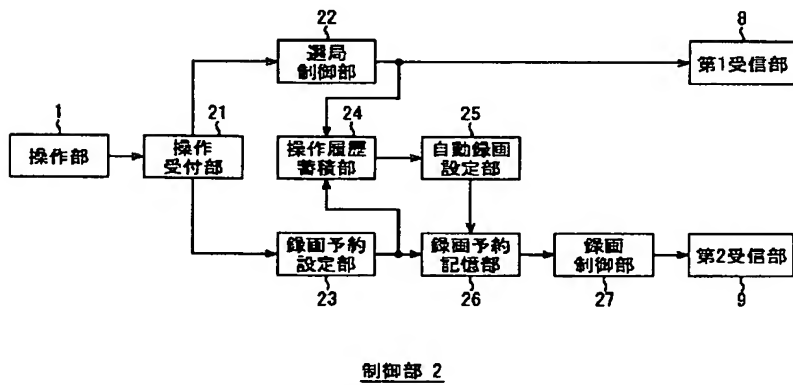 22
選局
制御部
8
第1受信部
1
操作部
21
操作
受付部
24
操作履歴
蓄積部
25
自動録画
設定部
録画予約
設定部
23
録画予約
記憶部
26
録画
制御部
27
第2受信部
9
制御部 2